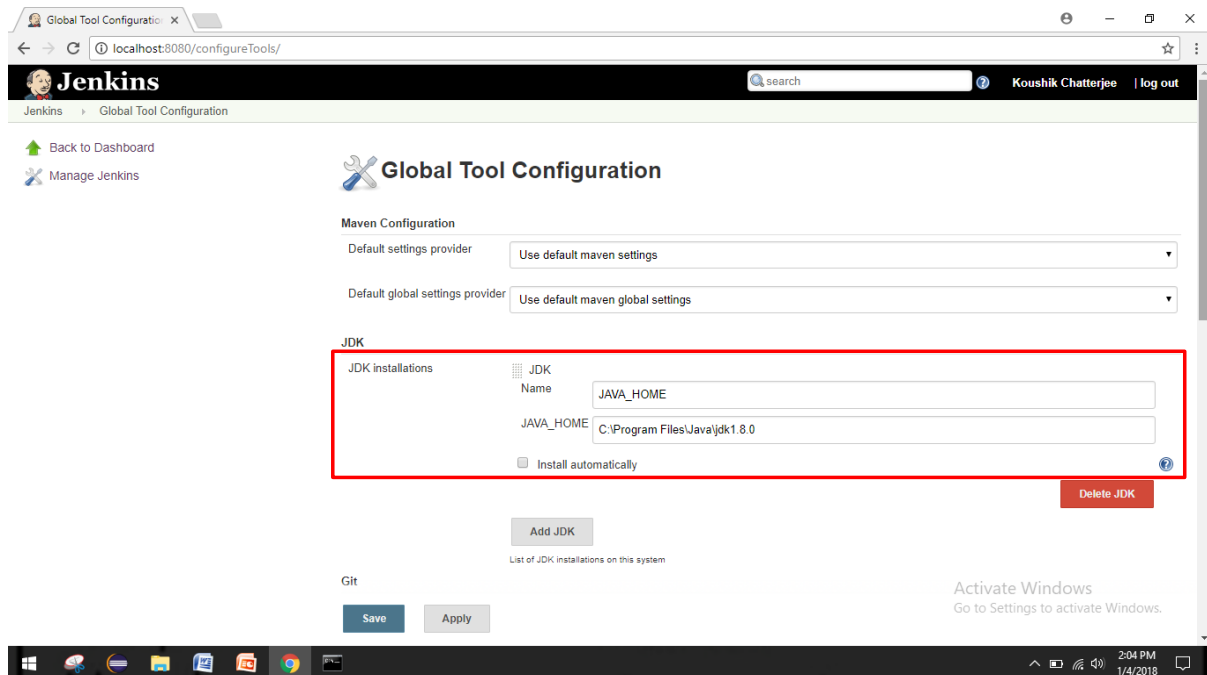 Global Tool Configuration
localhost:8080/configureTools/
Jenkins
search
Koushik Chatterjee | log out
Jenkins Global Tool Configuration
Back to Dashboard
Manage Jenkins
Global Tool Configuration
Maven Configuration
Default settings provider
Use default maven settings
Default global settings provider
Use default maven global settings
JDK
JDK installations
JDK
Name
JAVA_HOME
JAVA_HOME
C:\Program Files\Java\jdk1.8.0
Install automatically
Delete JDK
Add JDK
List of JDK installations on this system
Git
Save
Apply
Activate Windows
Go to Settings to activate Windows.
2:04 PM
1/4/2018